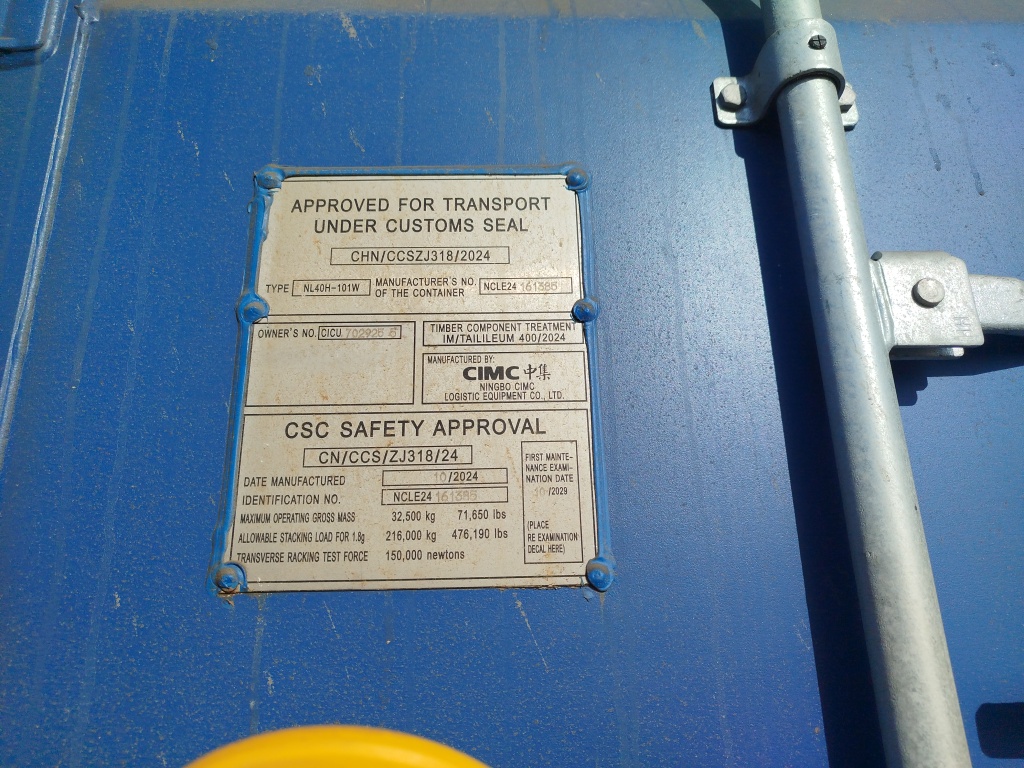 APPROVED FOR TRANSPORT
UNDER CUSTOMS SEAL
CHN/CCSZJ318/2024
TYPE NL40H-101W MANUFACTURER'S NO. OF THE CONTAINER NCLE24 161385
OWNER'S NO. CICU 702925 5
TIMBER COMPONENT TREATMENT
IM/TAILILEUM 400/2024
MANUFACTURED BY:
CIMC 中集
NINGBO CIMC
LOGISTIC EQUIPMENT CO., LTD.
CSC SAFETY APPROVAL
CN/CCS/ZJ318/24
DATE MANUFACTURED 10/2024
IDENTIFICATION NO. NCLE24 161385
MAXIMUM OPERATING GROSS MASS 32,500 kg 71,650 lbs
ALLOWABLE STACKING LOAD FOR 1.8g 216,000 kg 476,190 lbs
TRANSVERSE RACKING TEST FORCE 150,000 newtons
FIRST MAINTE-
NANCE EXAMI-
NATION DATE
10/2029
(PLACE
RE EXAMINATION
DECAL HERE)